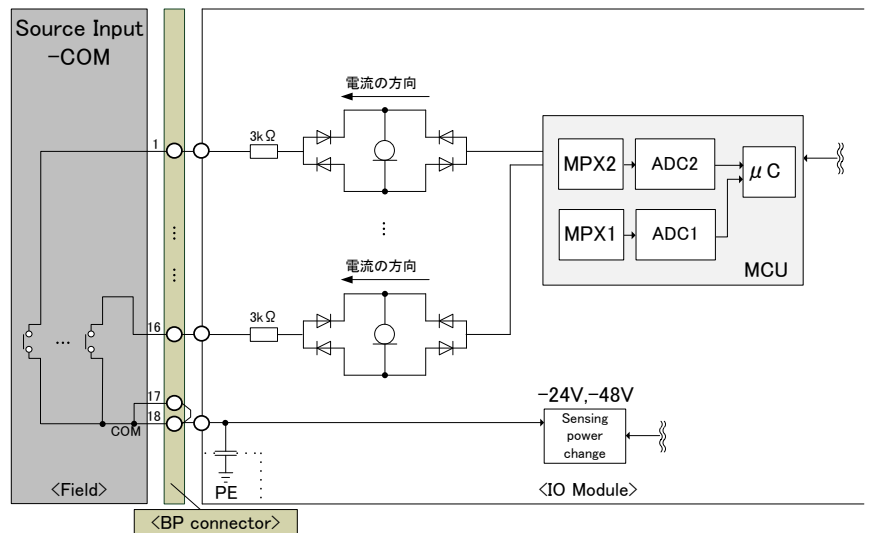 Source Input
-COM
電流の方向
1
3kΩ
MPX2
ADC2
μC
⋮
⋮
⋮
MPX1
ADC1
MCU
電流の方向
3kΩ
16
…
17
18
COM
-24V,-48V
Sensing
power
change
PE
<Field>
<IO Module>
<BP connector>